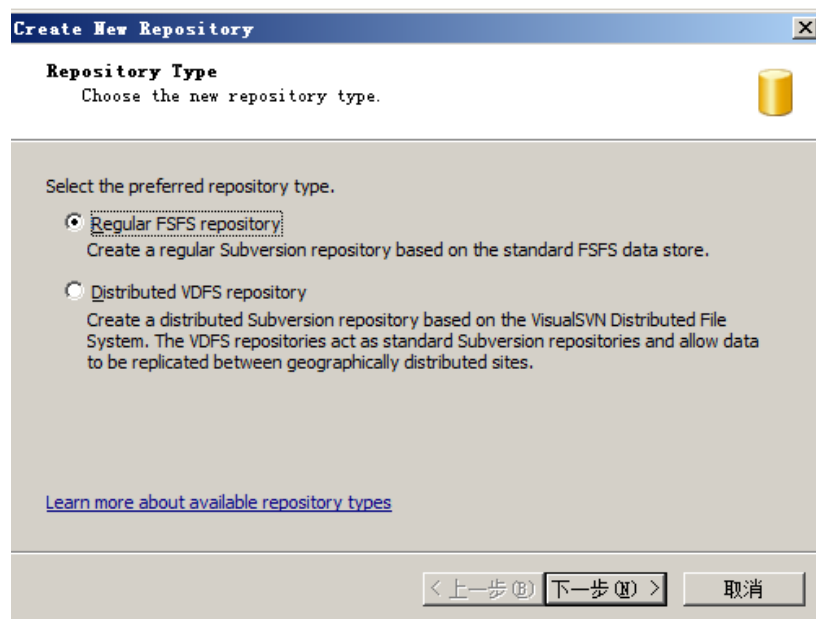 Create New Repository
Repository Type
Choose the new repository type.
Select the preferred repository type.
Regular FSFS repository
Create a regular Subversion repository based on the standard FSFS data store.
Distributed VDFS repository
Create a distributed Subversion repository based on the VisualSVN Distributed File
System. The VDFS repositories act as standard Subversion repositories and allow data
to be replicated between geographically distributed sites.
Learn more about available repository types
< 上一步(B) 下一步(N) > 取消